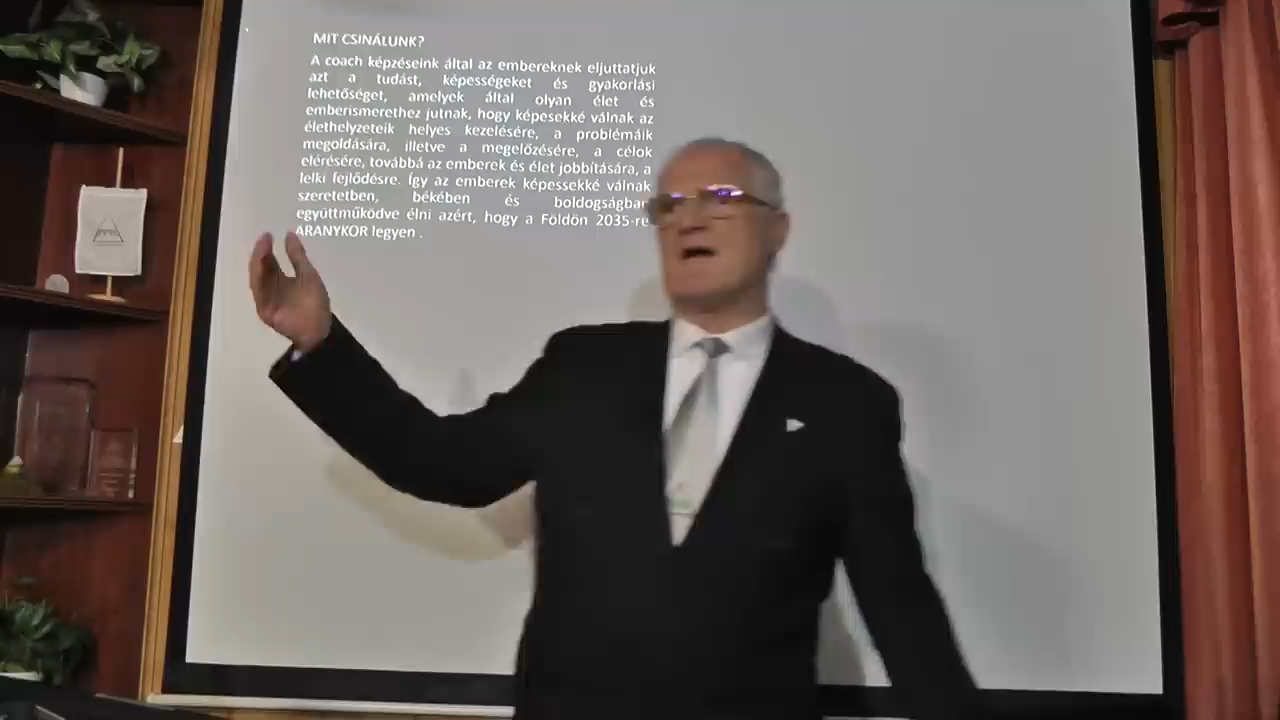 MIT CSINÁLUNK?
A coach képzéseink által az embereknek eljuttatjuk
azt a tudást, képességeket és gyakorlási
lehetőséget, amelyek által olyan élet és
emberismerethez jutnak, hogy képesekké válnak az
élethelyzeteik helyes kezelésére, a problémáik
megoldására, illetve a megelőzésére, a célok
elérésére, továbbá az emberek és élet jobbítására, a
lelki fejlődésre. Így az emberek képessekké válnak
szeretetben, békében és boldogságban
együttműködve élni azért, hogy a Földön 2035-re
ARANYKOR legyen .